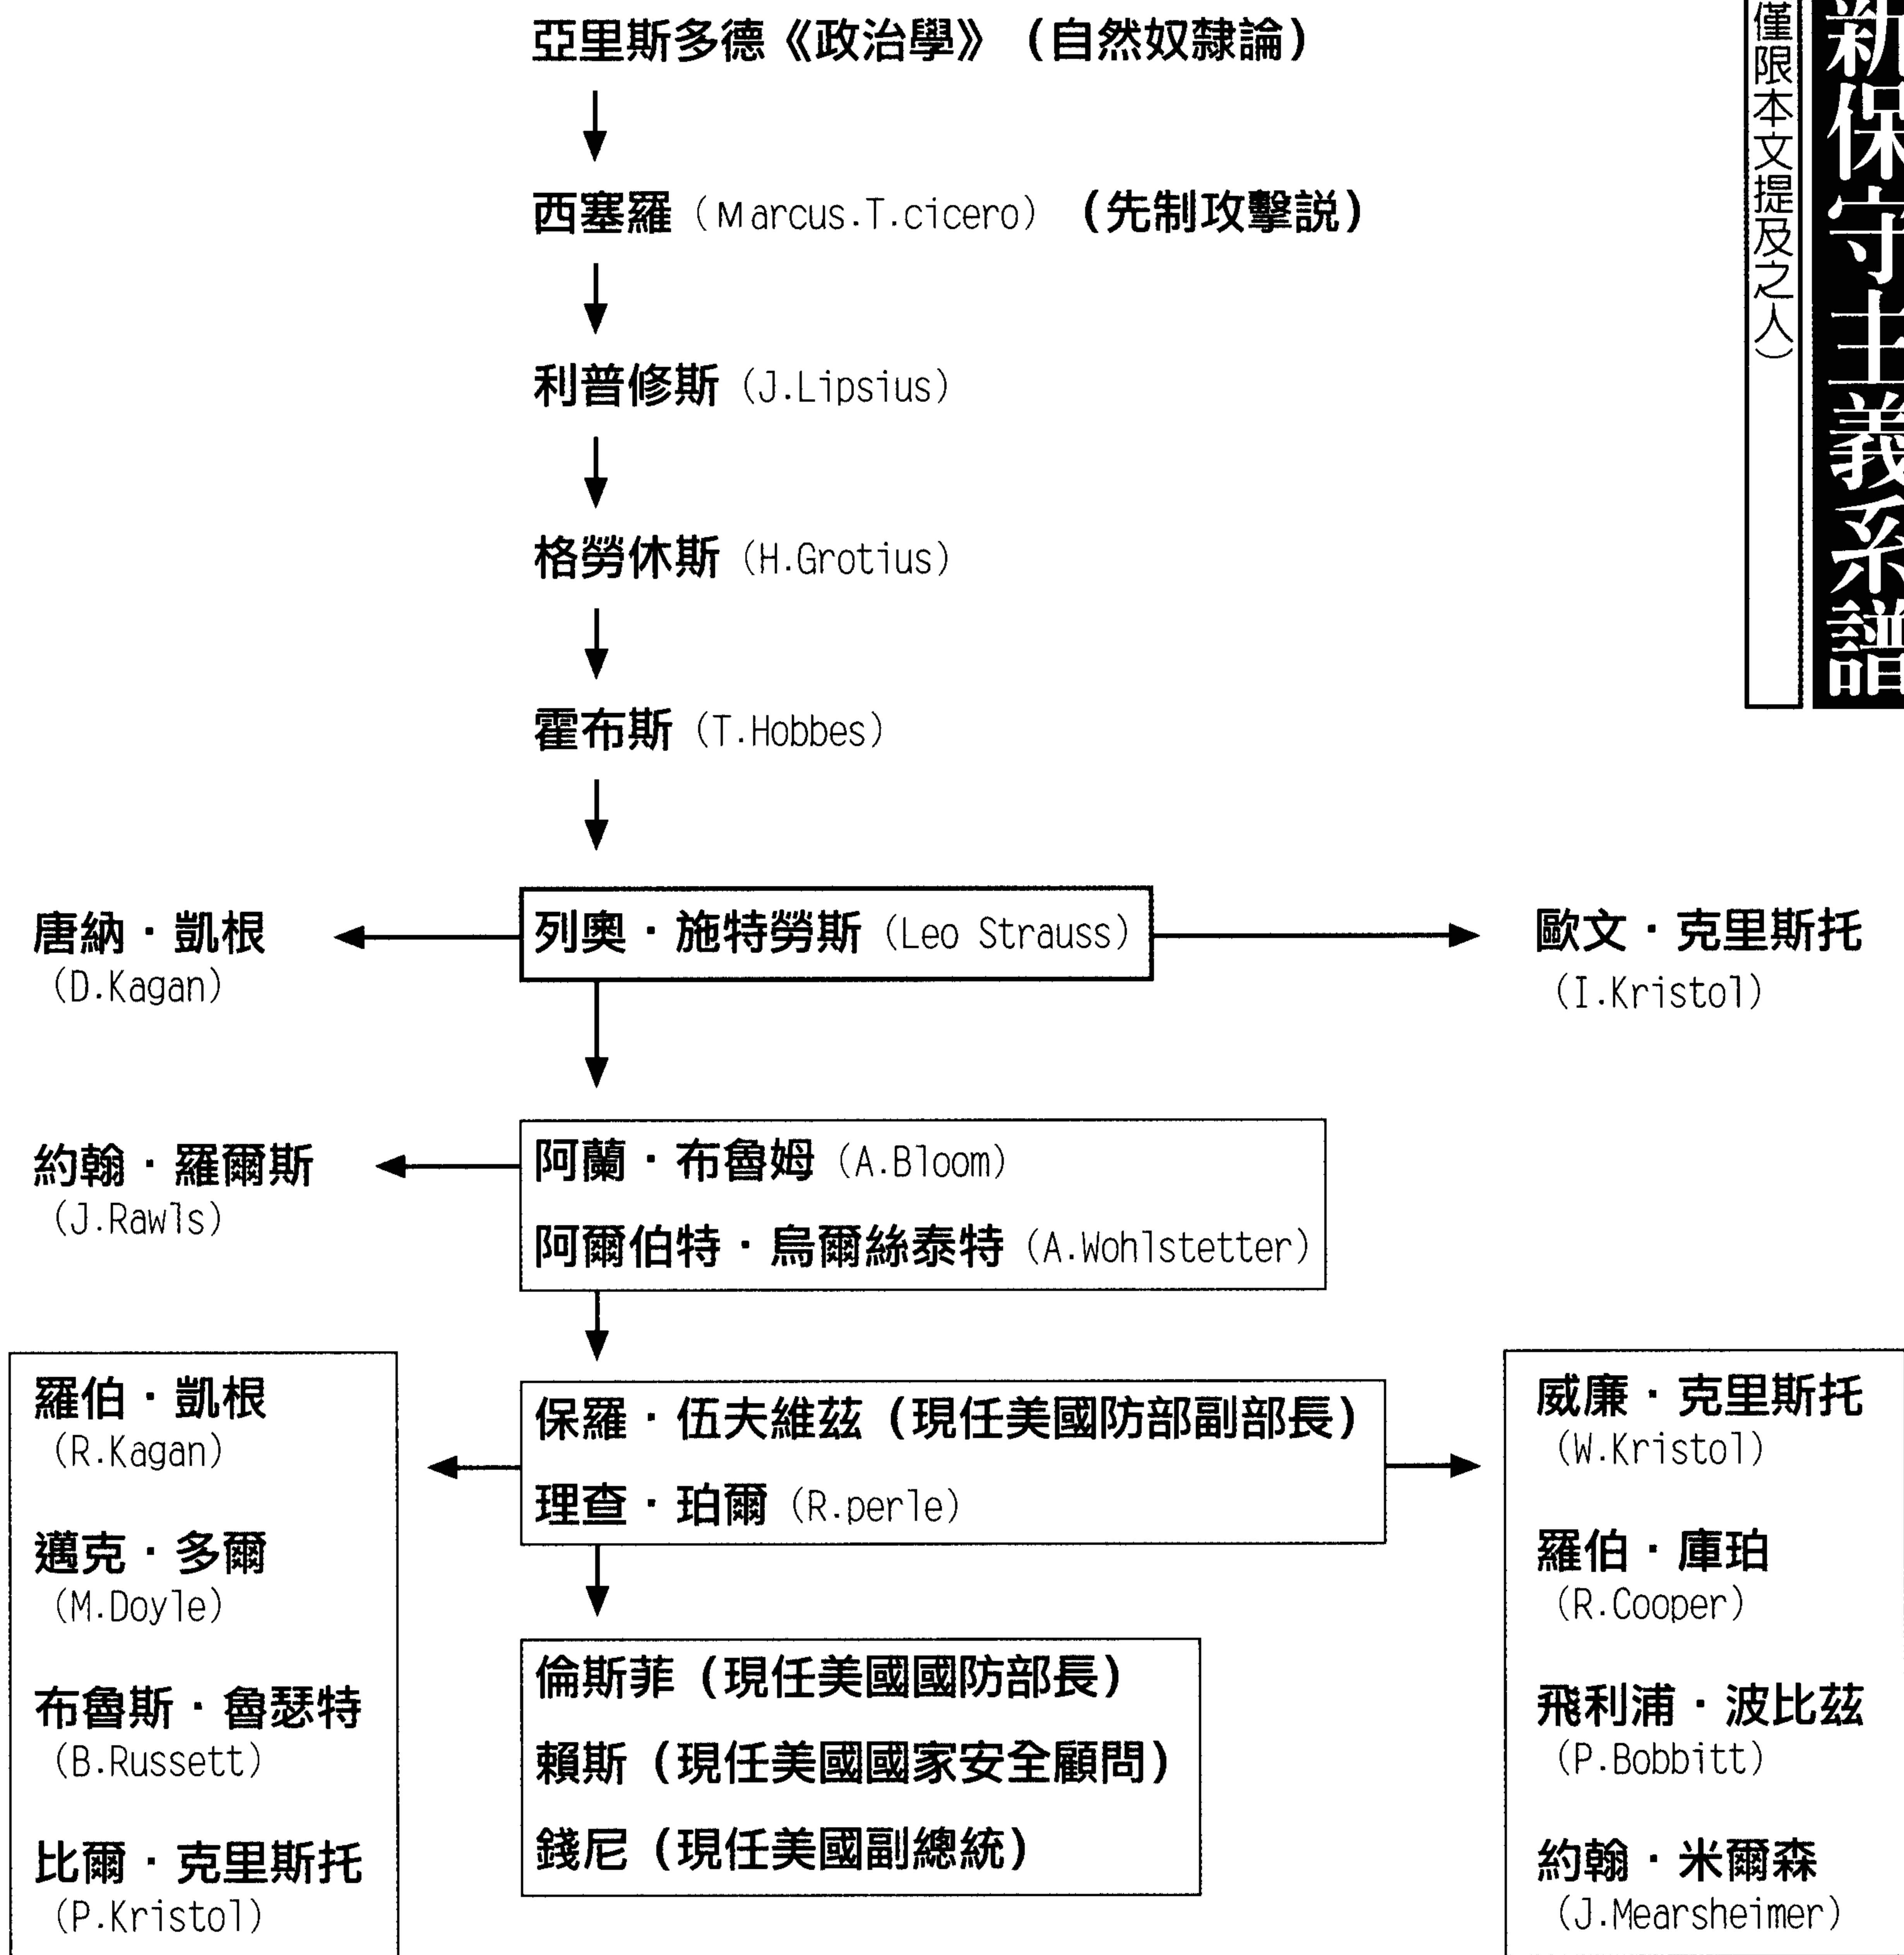 新保守主義系譜
僅限本文提及之人）
亞里斯多德《政治學》（自然奴隸論）
西塞羅（Marcus.T.cicero）（先制攻擊説）
利普修斯（J.Lipsius）
格勞休斯（H.Grotius）
霍布斯（T.Hobbes）
唐納・凱根
（D.Kagan）
列奧・施特勞斯（Leo Strauss）
歐文・克里斯托
（I.Kristol）
約翰・羅爾斯
（J.Rawls）
阿蘭・布魯姆（A.Bloom）
阿爾伯特・烏爾絲泰特（A.Wohlstetter）
羅伯・凱根
（R.Kagan）
邁克・多爾
（M.Doyle）
布魯斯・魯瑟特
（B.Russett）
比爾・克里斯托
（P.Kristol）
保羅・伍夫維茲（現任美國防部副部長）
理查・珀爾（R.perle）
倫斯菲（現任美國國防部長）
賴斯（現任美國國家安全顧問）
錢尼（現任美國副總統）
威廉・克里斯托
（W.Kristol）
羅伯・庫珀
（R.Cooper）
飛利浦・波比茲
（P.Bobbitt）
約翰・米爾森
（J.Mearsheimer）